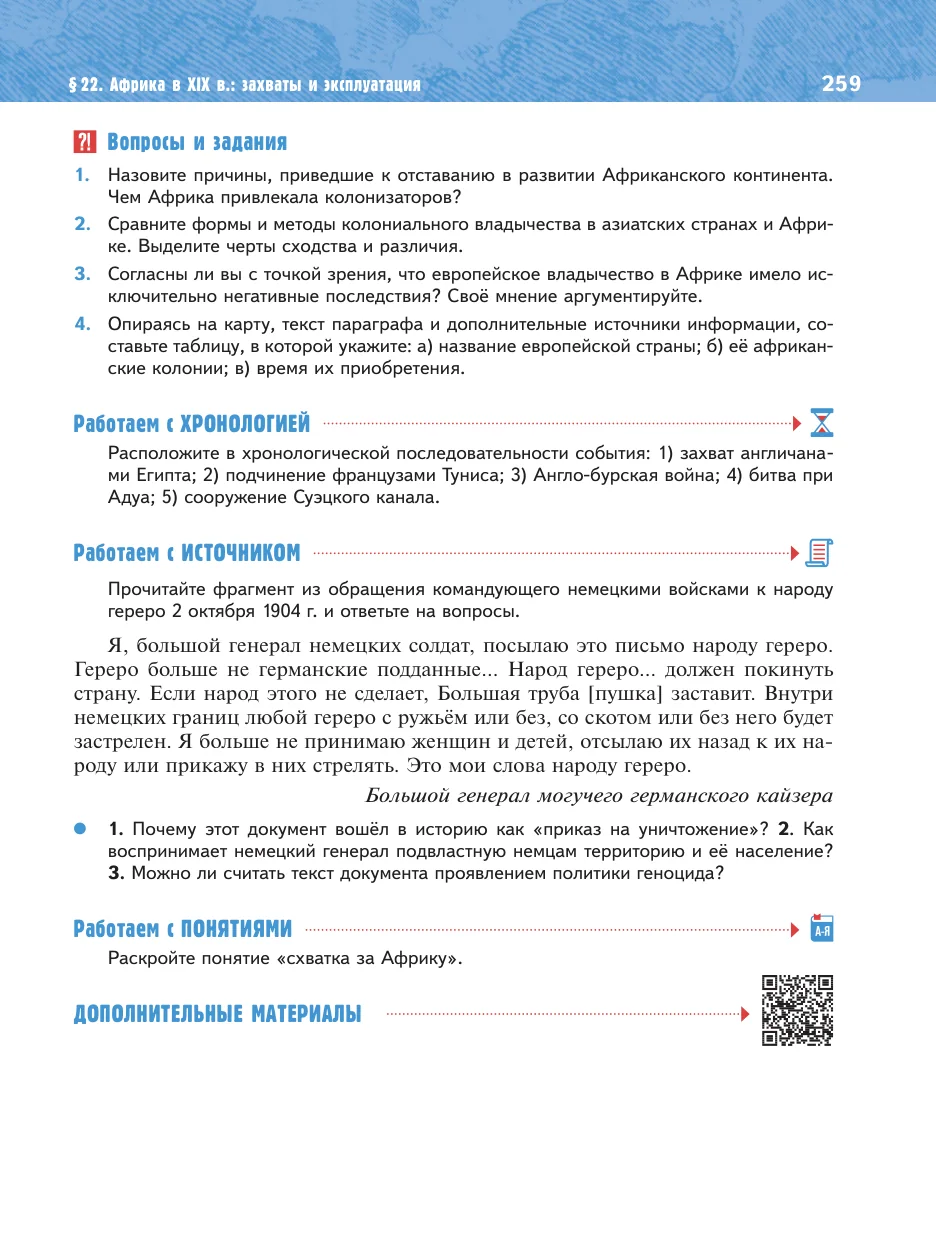 § 22. Африка в XIX в.: захваты и эксплуатация 259
?! Вопросы и задания
1. Назовите причины, приведшие к отставанию в развитии Африканского континента.
Чем Африка привлекала колонизаторов?
2. Сравните формы и методы колониального владычества в азиатских странах и Афри-
ке. Выделите черты сходства и различия.
3. Согласны ли вы с точкой зрения, что европейское владычество в Африке имело ис-
ключительно негативные последствия? Своё мнение аргументируйте.
4. Опираясь на карту, текст параграфа и дополнительные источники информации, со-
ставьте таблицу, в которой укажите: а) название европейской страны; б) её африкан-
ские колонии; в) время их приобретения.
Работаем с ХРОНОЛОГИЕЙ
Расположите в хронологической последовательности события: 1) захват англичана-
ми Египта; 2) подчинение французами Туниса; 3) Англо-бурская война; 4) битва при
Адуа; 5) сооружение Суэцкого канала.
Работаем с ИСТОЧНИКОМ
Прочитайте фрагмент из обращения командующего немецкими войсками к народу
гереро 2 октября 1904 г. и ответьте на вопросы.
Я, большой генерал немецких солдат, посылаю это письмо народу гереро.
Гереро больше не германские подданные... Народ гереро... должен покинуть
страну. Если народ этого не сделает, Большая труба [пушка] заставит. Внутри
немецких границ любой гереро с ружьём или без, со скотом или без него будет
застрелен. Я больше не принимаю женщин и детей, отсылаю их назад к их на-
роду или прикажу в них стрелять. Это мои слова народу гереро.
Большой генерал могучего германского кайзера
● 1. Почему этот документ вошёл в историю как «приказ на уничтожение»? 2. Как
воспринимает немецкий генерал подвластную немцам территорию и её население?
3. Можно ли считать текст документа проявлением политики геноцида?
Работаем с ПОНЯТИЯМИ
А-Я
Раскройте понятие «схватка за Африку».
ДОПОЛНИТЕЛЬНЫЕ МАТЕРИАЛЫ